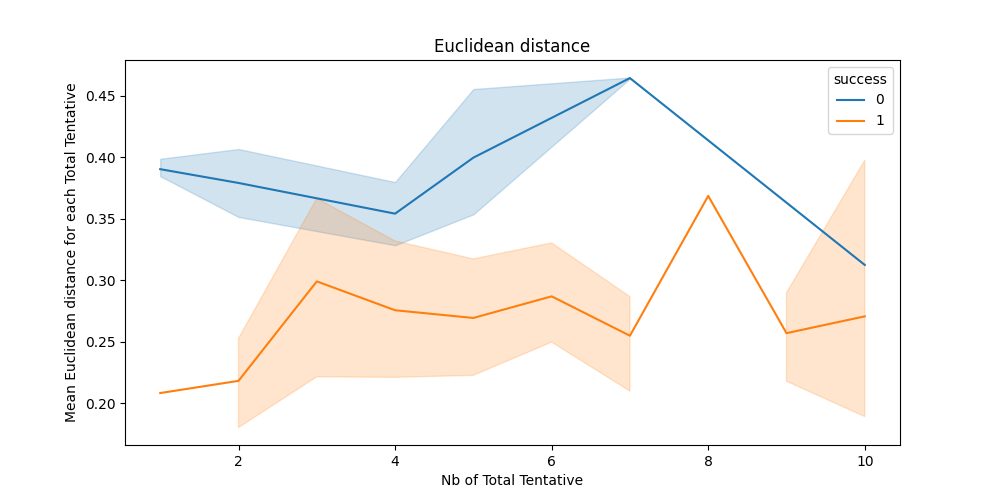 Euclidean distance
success
0
1
Mean Euclidean distance for each Total Tentative
0.45
0.40
0.35
0.30
0.25
0.20
2 4 6 8 10
Nb of Total Tentative